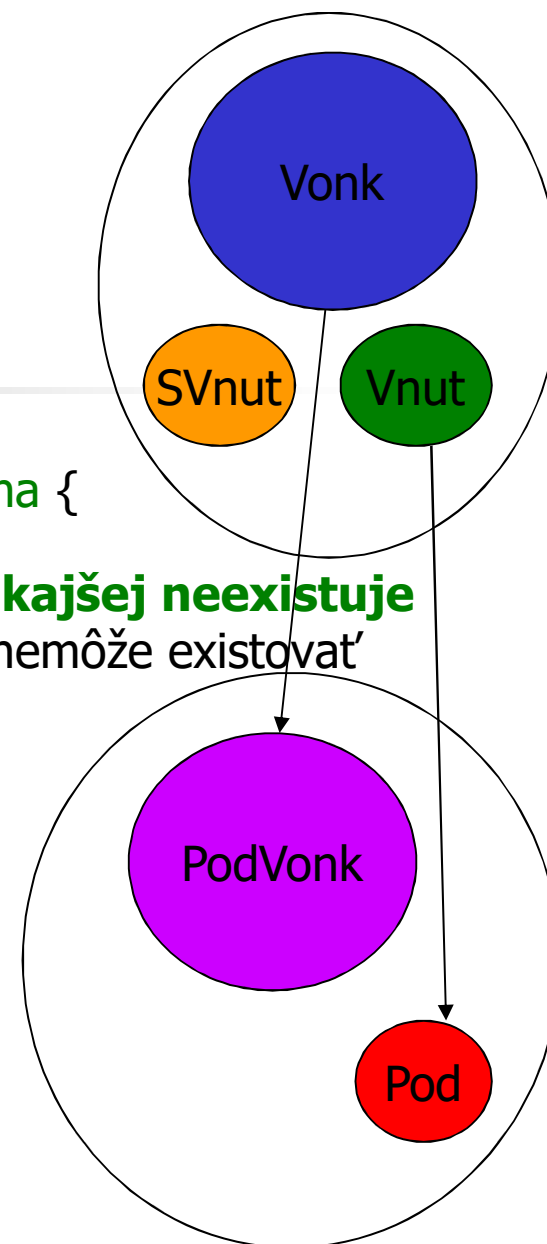 Vonk
SVnut Vnut
na {
kajšej neexistuje
nemôže existovať
PodVonk
Pod